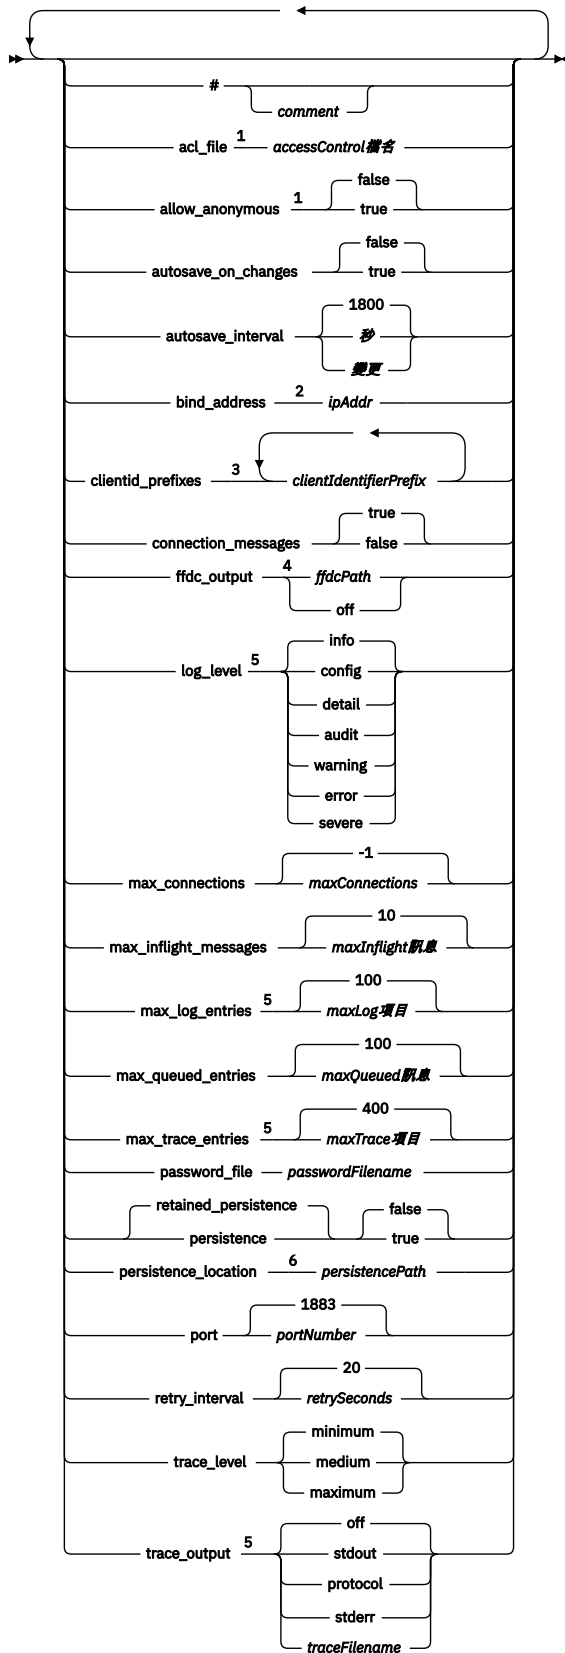 #
comment
acl_file 1 accessControl檔名
false
allow_anonymous 1 true
false
autosave_on_changes true
1800
autosave_interval 秒
變更
bind_address 2 ipAddr
clientid_prefixes 3 clientIdentifierPrefix
true
connection_messages false
ffdc_output 4 ffdcPath
off
info
log_level 5 config
detail
audit
warning
error
severe
-1
max_connections maxConnections
10
max_inflight_messages maxInflight訊息
100
max_log_entries 5 maxLog項目
100
max_queued_entries maxQueued訊息
400
max_trace_entries 5 maxTrace項目
password_file passwordFilename
retained_persistence false
persistence true
persistence_location 6 persistencePath
1883
port portNumber
20
retry_interval retrySeconds
minimum
trace_level medium
maximum
off
trace_output 5 stdout
protocol
stderr
traceFilename